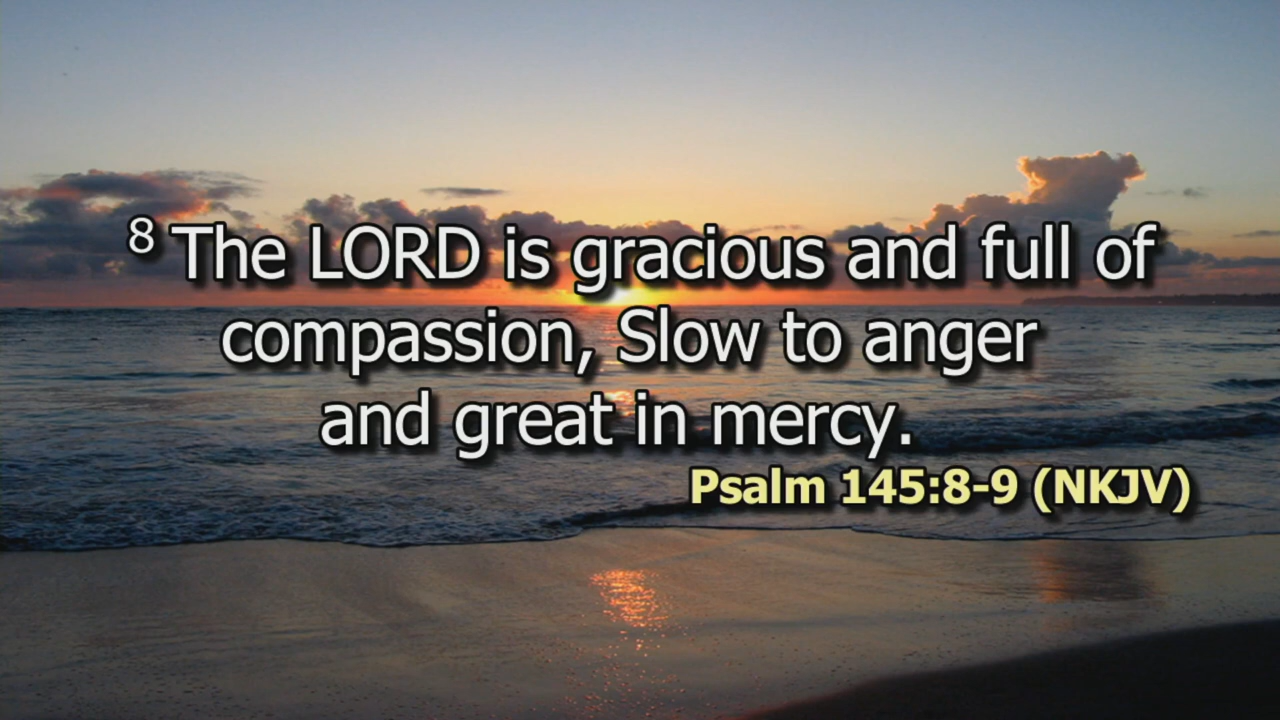 8 The LORD is gracious and full of
compassion, Slow to anger
and great in mercy.
Psalm 145:8-9 (NKJV)